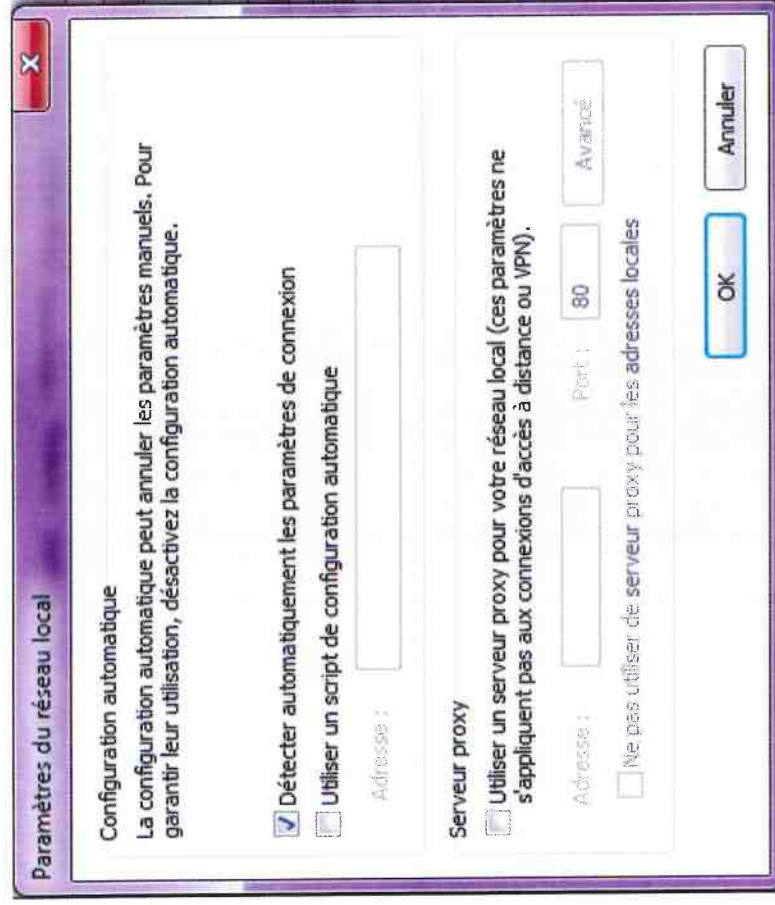 Paramètres du réseau local
X
Configuration automatique
La configuration automatique peut annuler les paramètres manuels. Pour
garantir leur utilisation, désactivez la configuration automatique.
Détecter automatiquement les paramètres de connexion
Utiliser un script de configuration automatique
Adresse :
Serveur proxy
Utiliser un serveur proxy pour votre réseau local (ces paramètres ne
s'appliquent pas aux connexions d'accès à distance ou VPN).
Adresse : Port : 80 Avancé
Ne pas utiliser de serveur proxy pour les adresses locales
OK Annuler